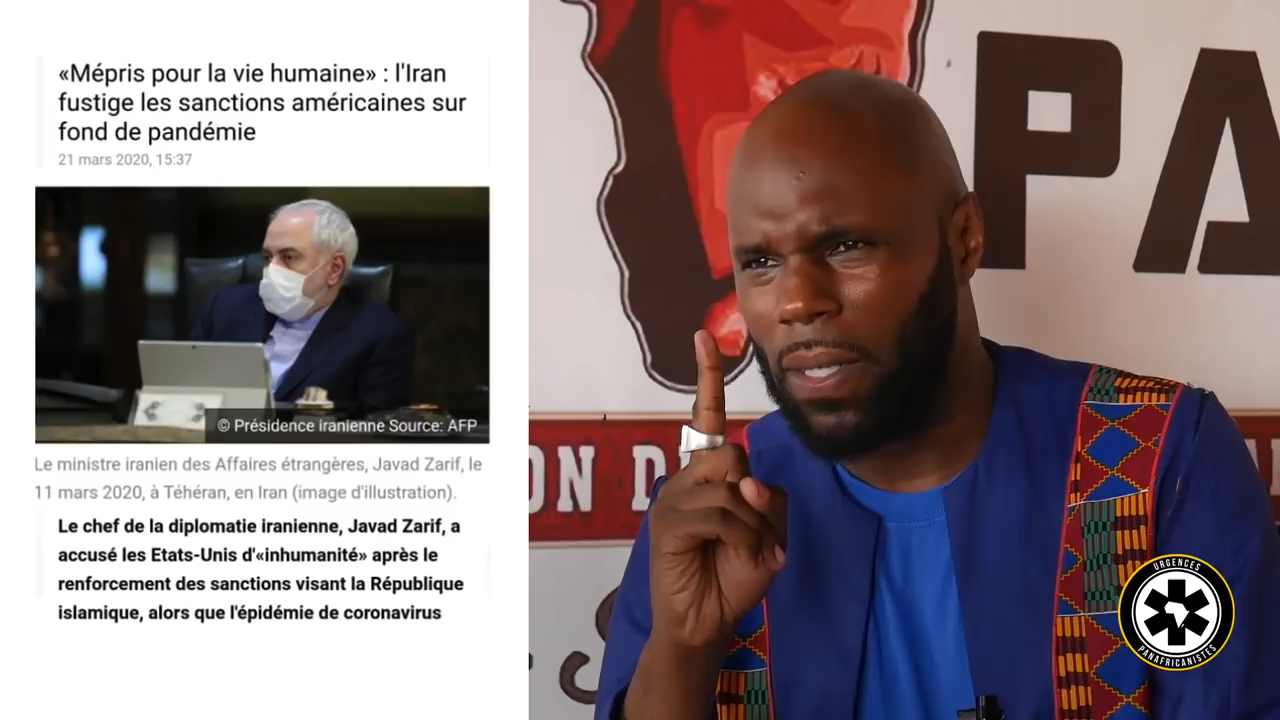 «Mépris pour la vie humaine» : l'Iran
fustige les sanctions américaines sur
fond de pandémie
21 mars 2020, 15:37
© Présidence iranienne Source: AFP
Le ministre iranien des Affaires étrangères, Javad Zarif, le
11 mars 2020, à Téhéran, en Iran (image d'illustration).
Le chef de la diplomatie iranienne, Javad Zarif, a
accusé les Etats-Unis d'«inhumanité» après le
renforcement des sanctions visant la République
islamique, alors que l'épidémie de coronavirus
PA
ON D
URGENCES
PANAFRICANISTES